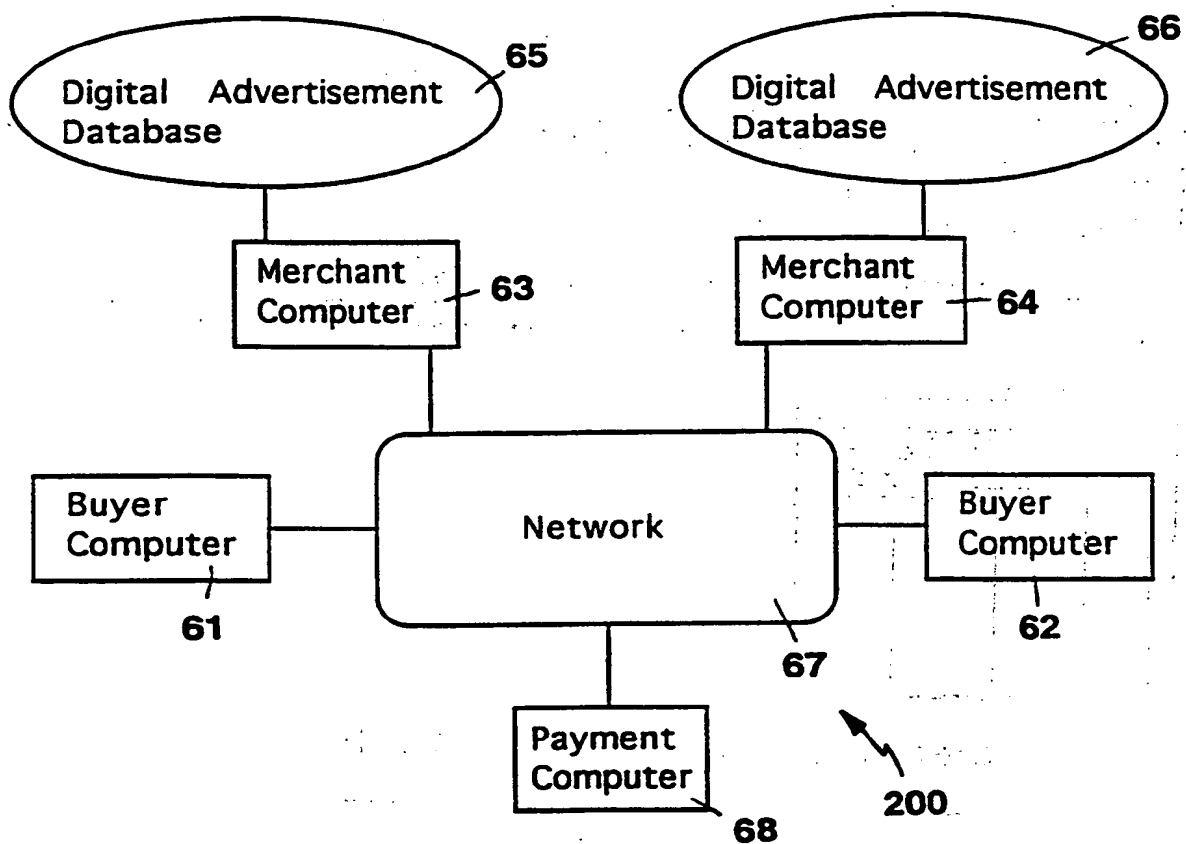 65
Digital Advertisement
Database
66
Digital Advertisement
Database
Merchant
Computer
63
Merchant
Computer
64
Buyer
Computer
61
Network
67
Buyer
Computer
62
Payment
Computer
68
200